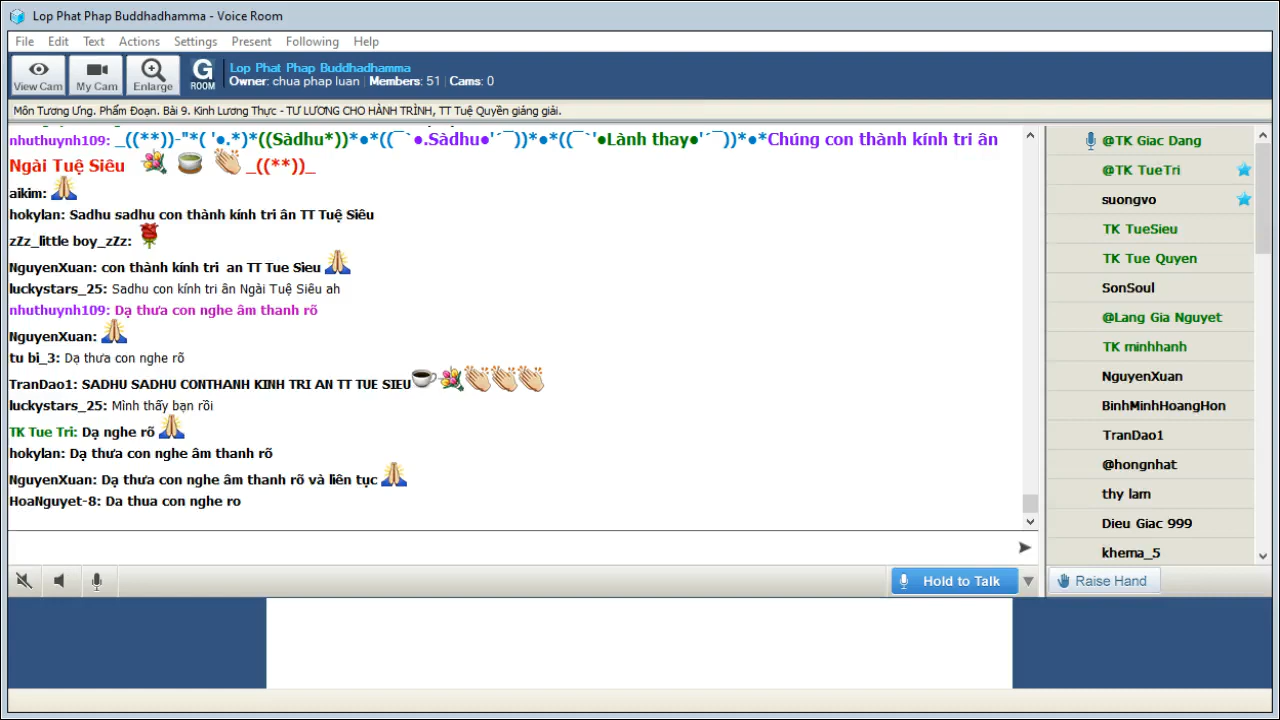 Lop Phat Phap Buddhadhamma - Voice Room
File Edit Text Actions Settings Present Following Help
View Cam My Cam Enlarge G ROOM
Lop Phat Phap Buddhadhamma
Owner: chua phap luan Members: 51 Cams: 0
Môn Tương Ưng. Phẩm Đoạn. Bài 9. Kinh Lương Thực - TƯ LƯƠNG CHO HÀNH TRÌNH, TT Tuệ Quyền giảng giải.
nhuthuynh109: _((**))-"*( '●.*)*((Sàdhu*))*●*((¯`●.Sàdhu●'´¯))*●*((¯`'●Lành thay●'´¯))*●*Chúng con thành kính tri ân
Ngài Tuệ Siêu _((**))_
aikim:
hokylan: Sadhu sadhu con thành kính tri ân TT Tuệ Siêu
zZz_little boy_zZz:
NguyenXuan: con thành kính tri an TT Tue Sieu
luckystars_25: Sadhu con kính tri ân Ngài Tuệ Siêu ah
nhuthuynh109: Dạ thưa con nghe âm thanh rõ
NguyenXuan:
tu bi_3: Dạ thưa con nghe rõ
TranDao1: SADHU SADHU CONTHANH KINH TRI AN TT TUE SIEU
luckystars_25: Mình thấy bạn rồi
TK Tue Tri: Dạ nghe rõ
hokylan: Dạ thưa con nghe âm thanh rõ
NguyenXuan: Dạ thưa con nghe âm thanh rõ và liên tục
HoaNguyet-8: Da thua con nghe ro
@TK Giac Dang
@TK TueTri
suongvo
TK TueSieu
TK Tue Quyen
SonSoul
@Lang Gia Nguyet
TK minhhanh
NguyenXuan
BinhMinhHoangHon
TranDao1
@hongnhat
thy lam
Dieu Giac 999
khema_5
Hold to Talk
Raise Hand